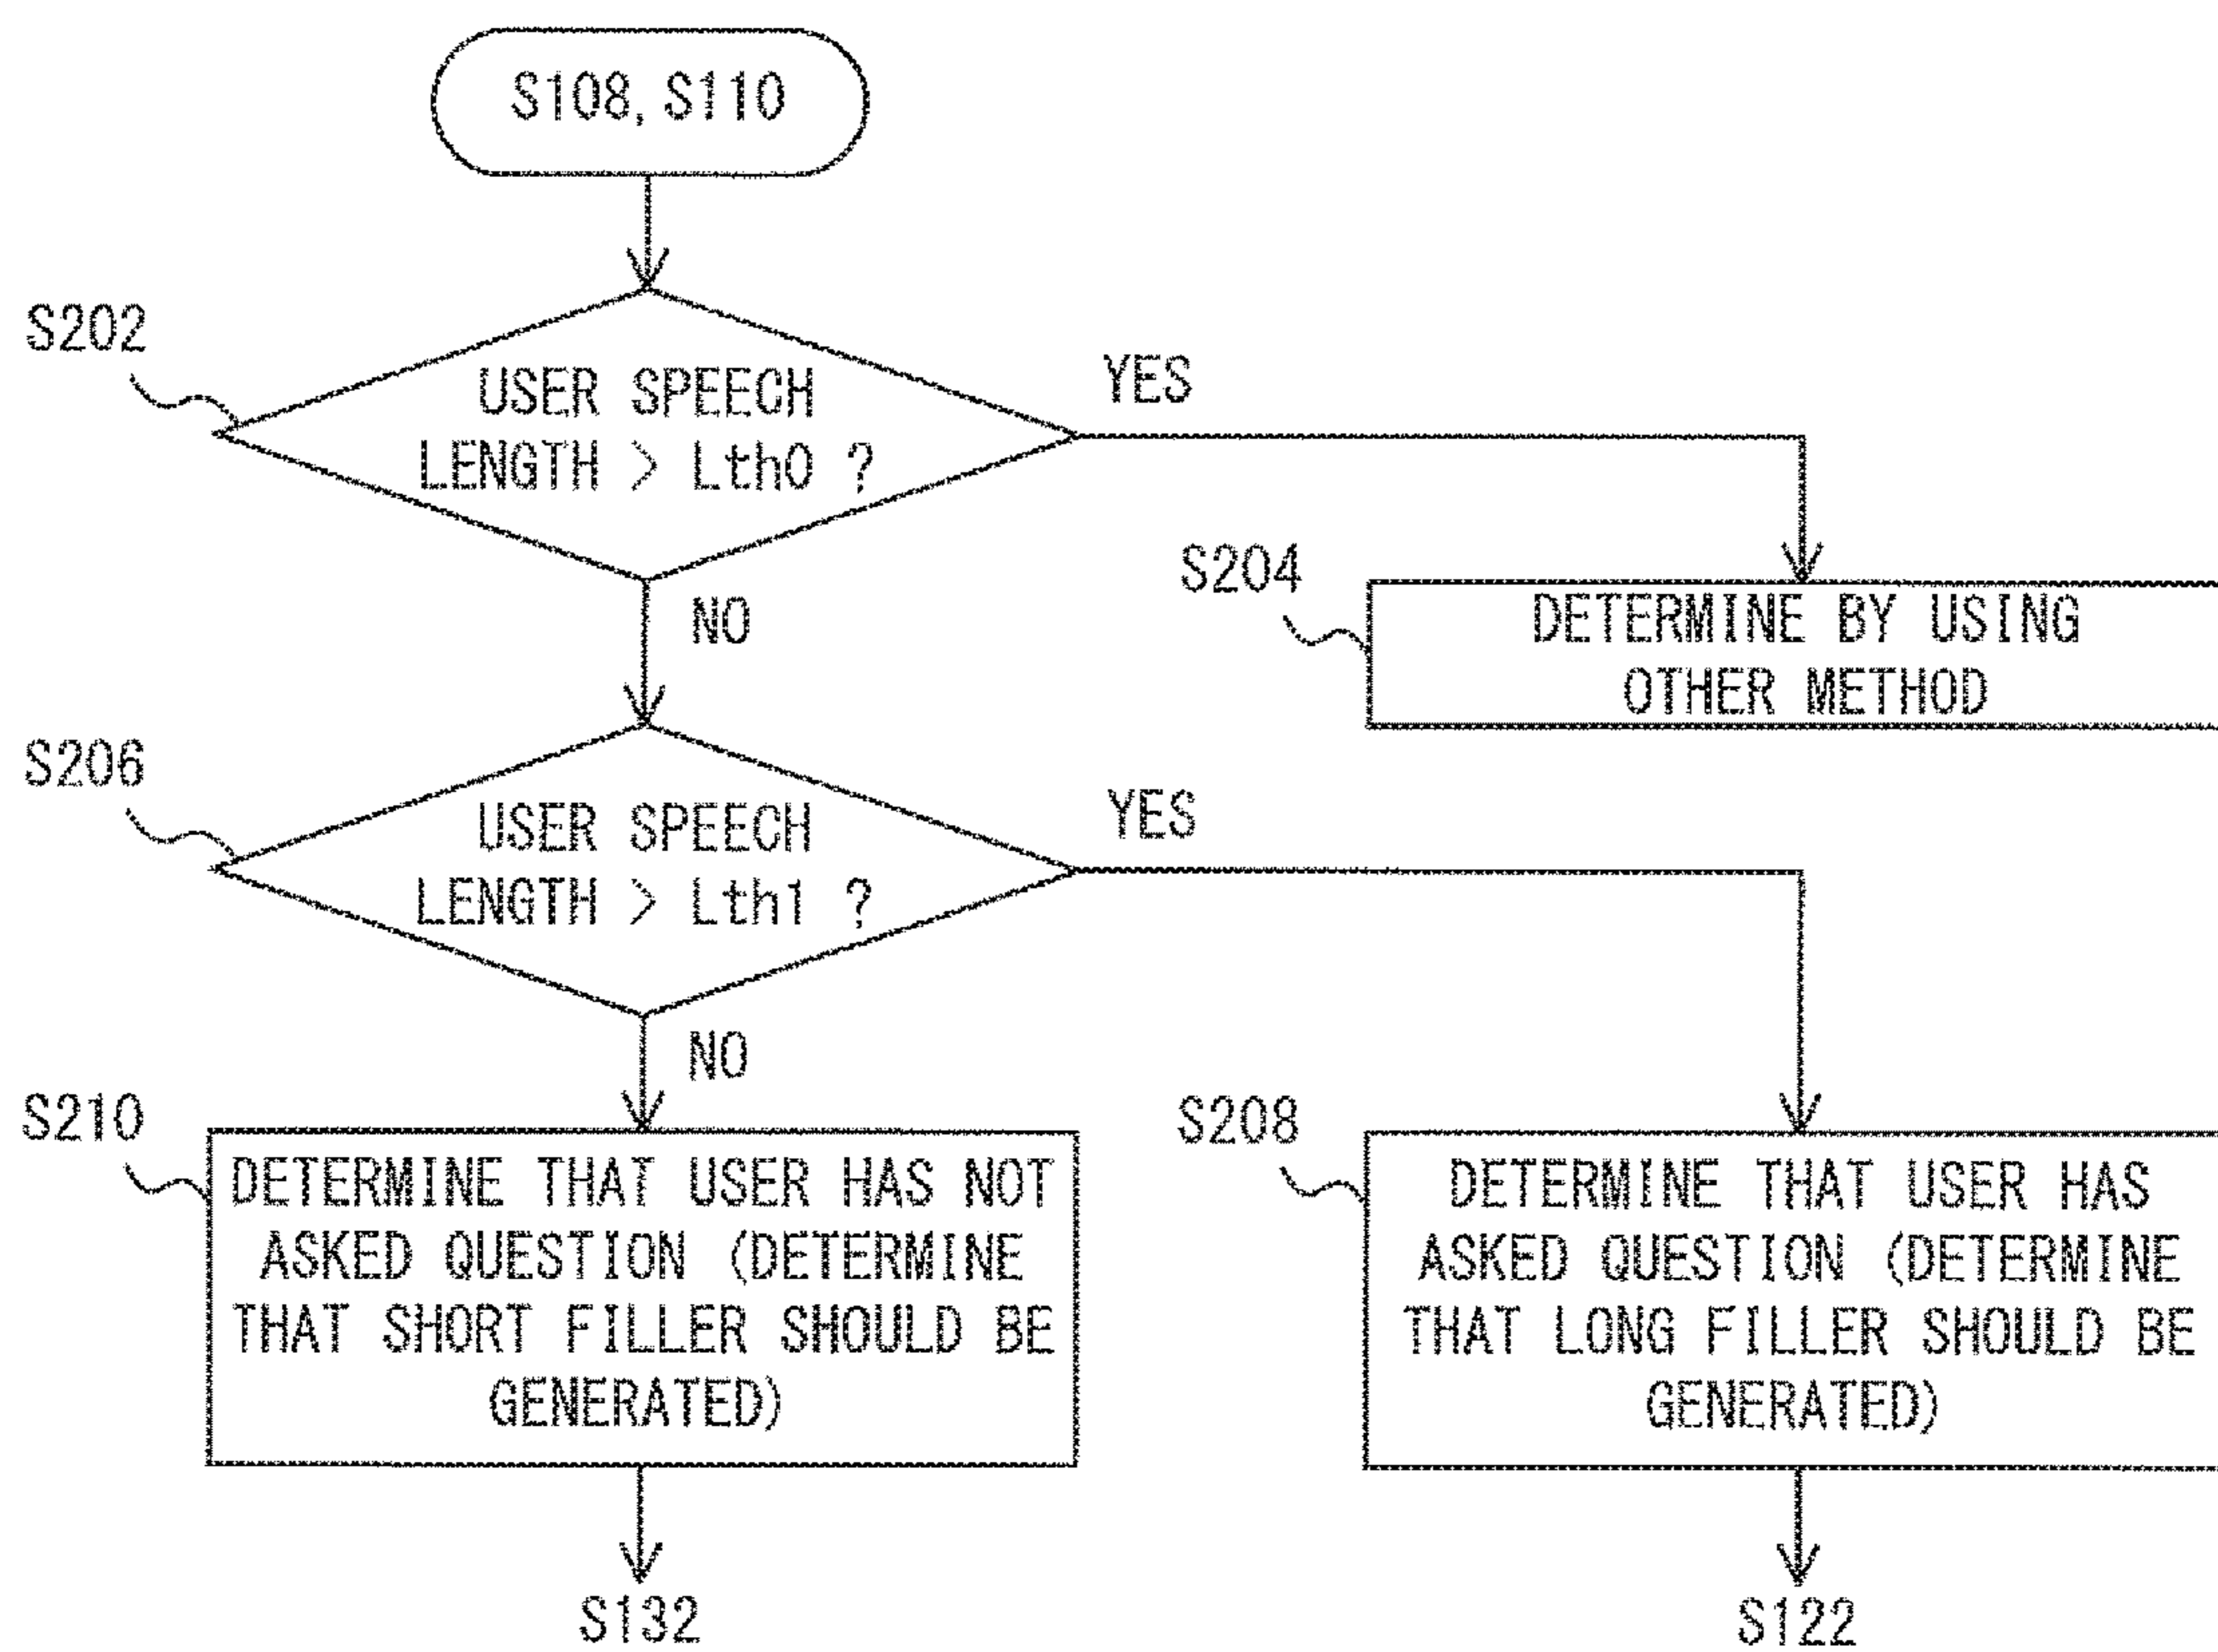 S108, S110
S202
USER SPEECH
LENGTH > Lth0 ?
YES
NO
S204
DETERMINE BY USING
OTHER METHOD
S206
USER SPEECH
LENGTH > Lth1 ?
YES
NO
S210
DETERMINE THAT USER HAS NOT
ASKED QUESTION (DETERMINE
THAT SHORT FILLER SHOULD BE
GENERATED)
S208
DETERMINE THAT USER HAS
ASKED QUESTION (DETERMINE
THAT LONG FILLER SHOULD BE
GENERATED)
S132
S122